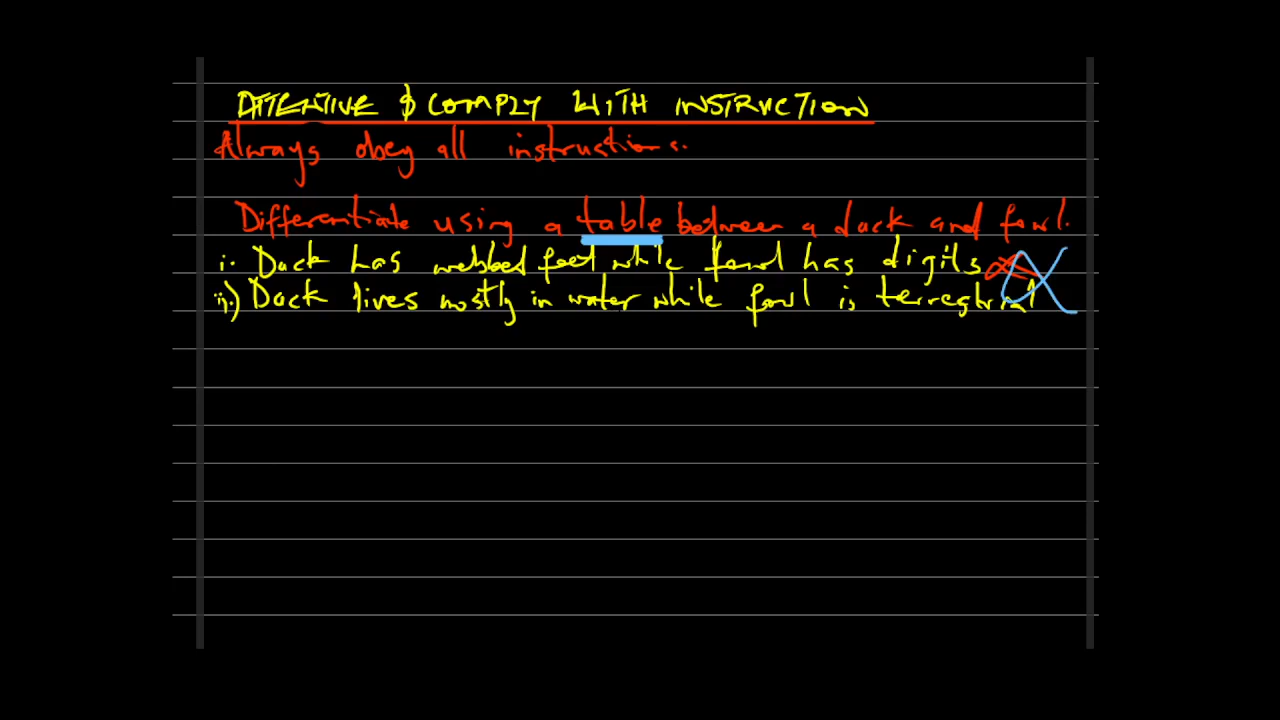 ATTENTIVE & COMPLY WITH INSTRUCTION
Always obey all instructions.
Differentiate using a table between a duck and fowl.
i. Duck has webbed feet while fowl has digits
ii.) Duck lives mostly in water while fowl is terrestrial